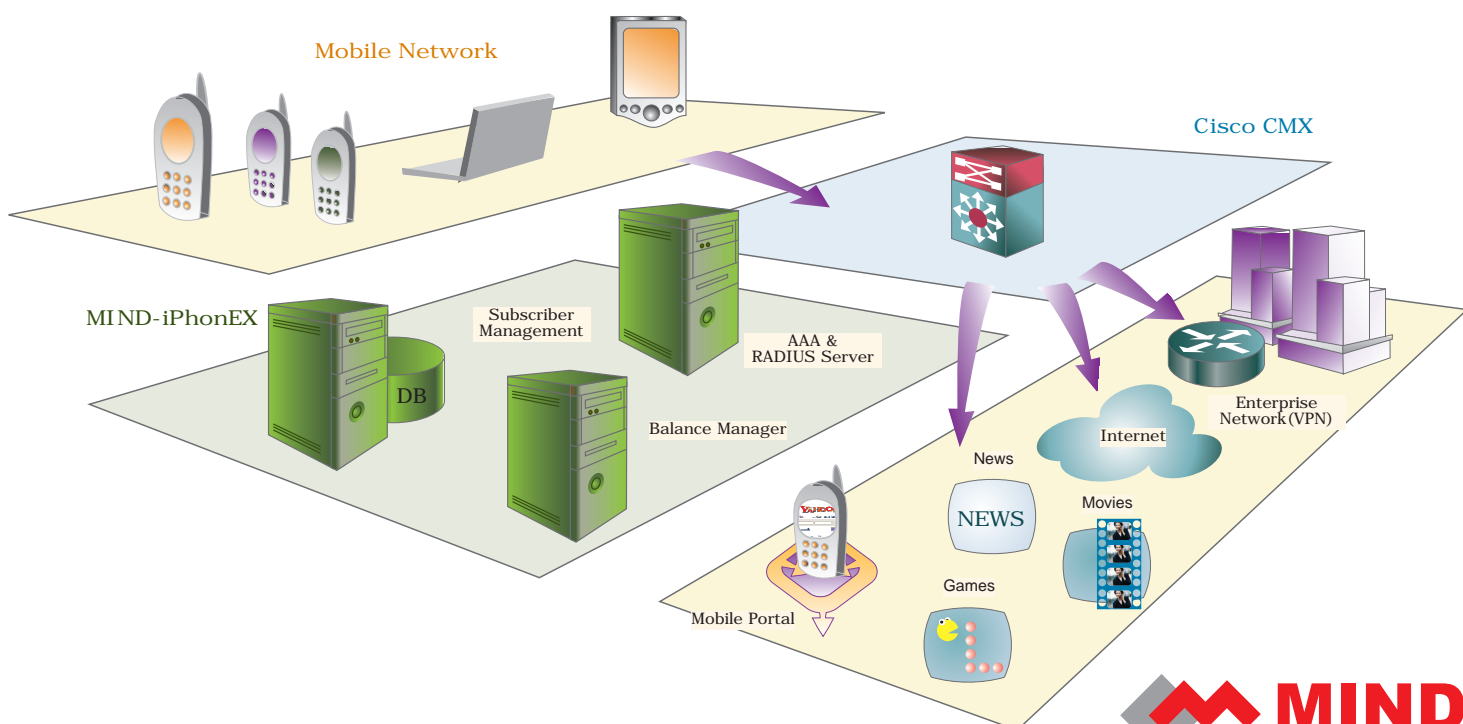 Mobile Network
Cisco CMX
MIND-iPhonEX
Subscriber
Management
AAA &
RADIUS Server
DB
Balance Manager
Enterprise
Network(VPN)
Internet
News
NEWS
Movies
YAHOO!
Games
Mobile Portal
MIND